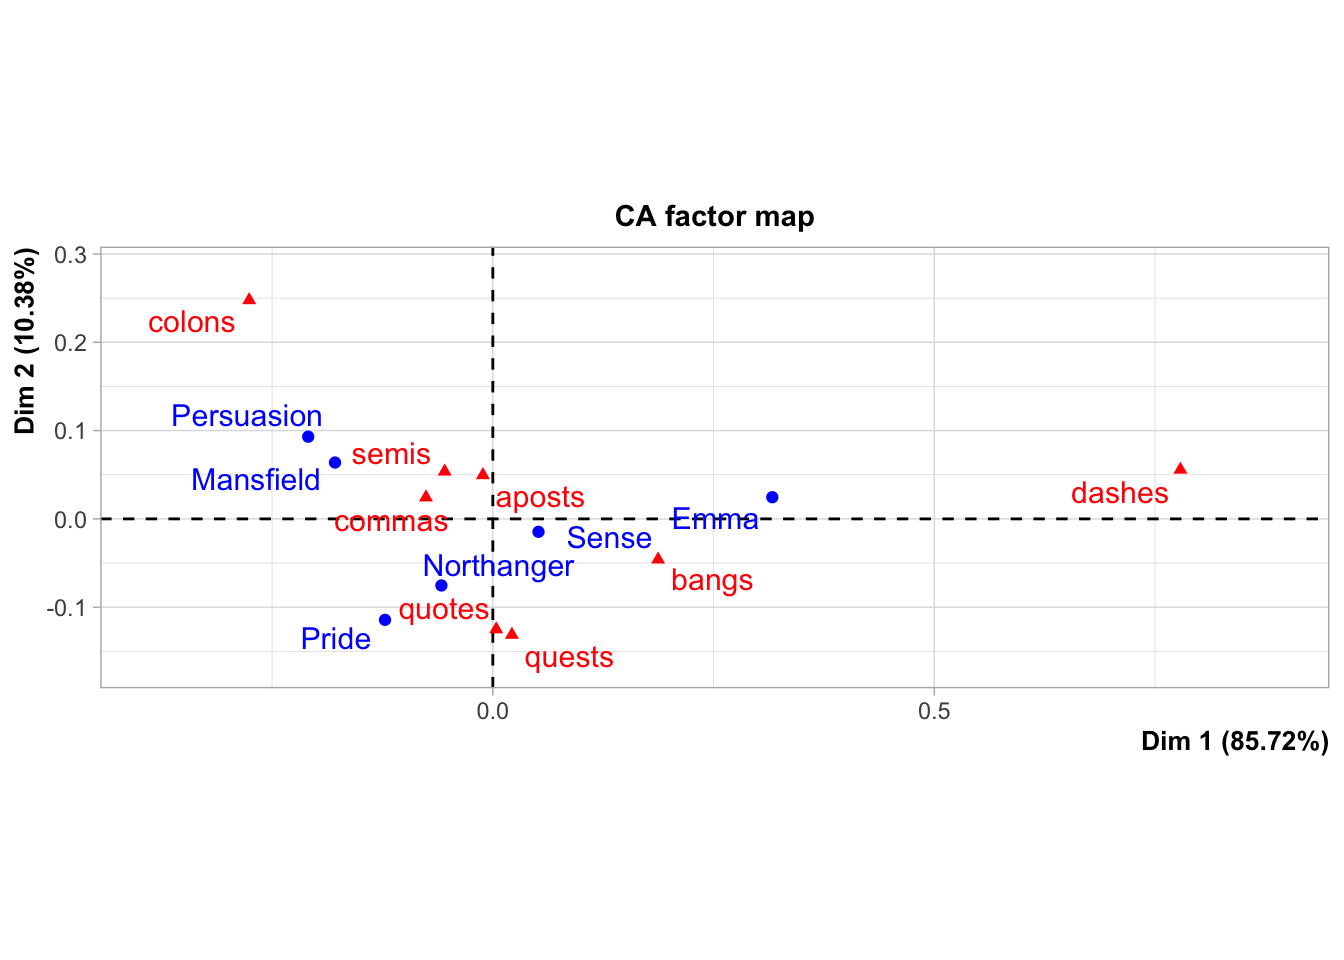 CA factor map
Dim 2 (10.38%)
0.3
0.2
0.1
0.0
-0.1
colons
Persuasion
Mansfield
semis
aposts
commas
dashes
Emma
Sense
Northanger
bangs
quotes
Pride
quests
0.0
0.5
Dim 1 (85.72%)